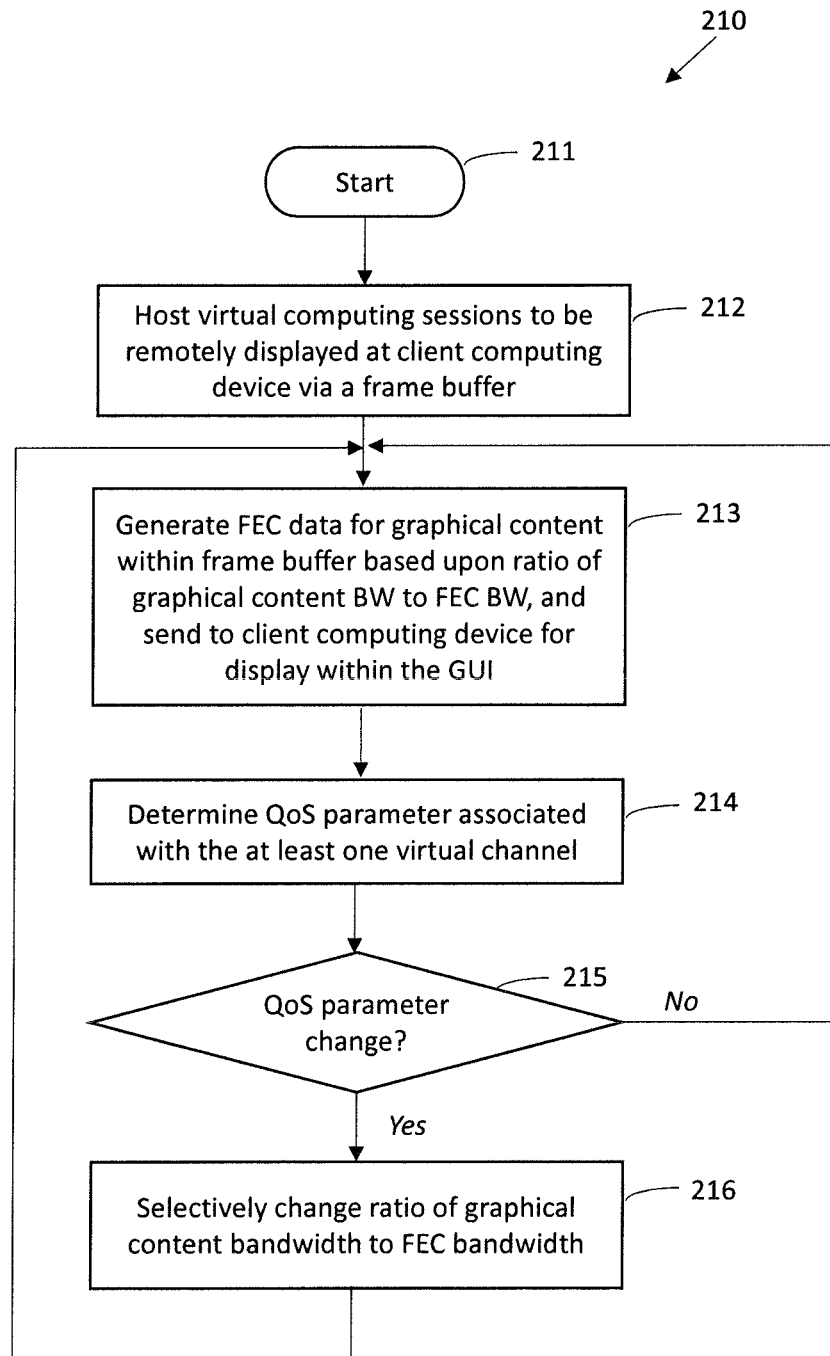 210
Start
211
Host virtual computing sessions to be
remotely displayed at client computing
device via a frame buffer
212
Generate FEC data for graphical content
within frame buffer based upon ratio of
graphical content BW to FEC BW, and
send to client computing device for
display within the GUI
213
Determine QoS parameter associated
with the at least one virtual channel
214
QoS parameter
change?
215
No
Yes
Selectively change ratio of graphical
content bandwidth to FEC bandwidth
216